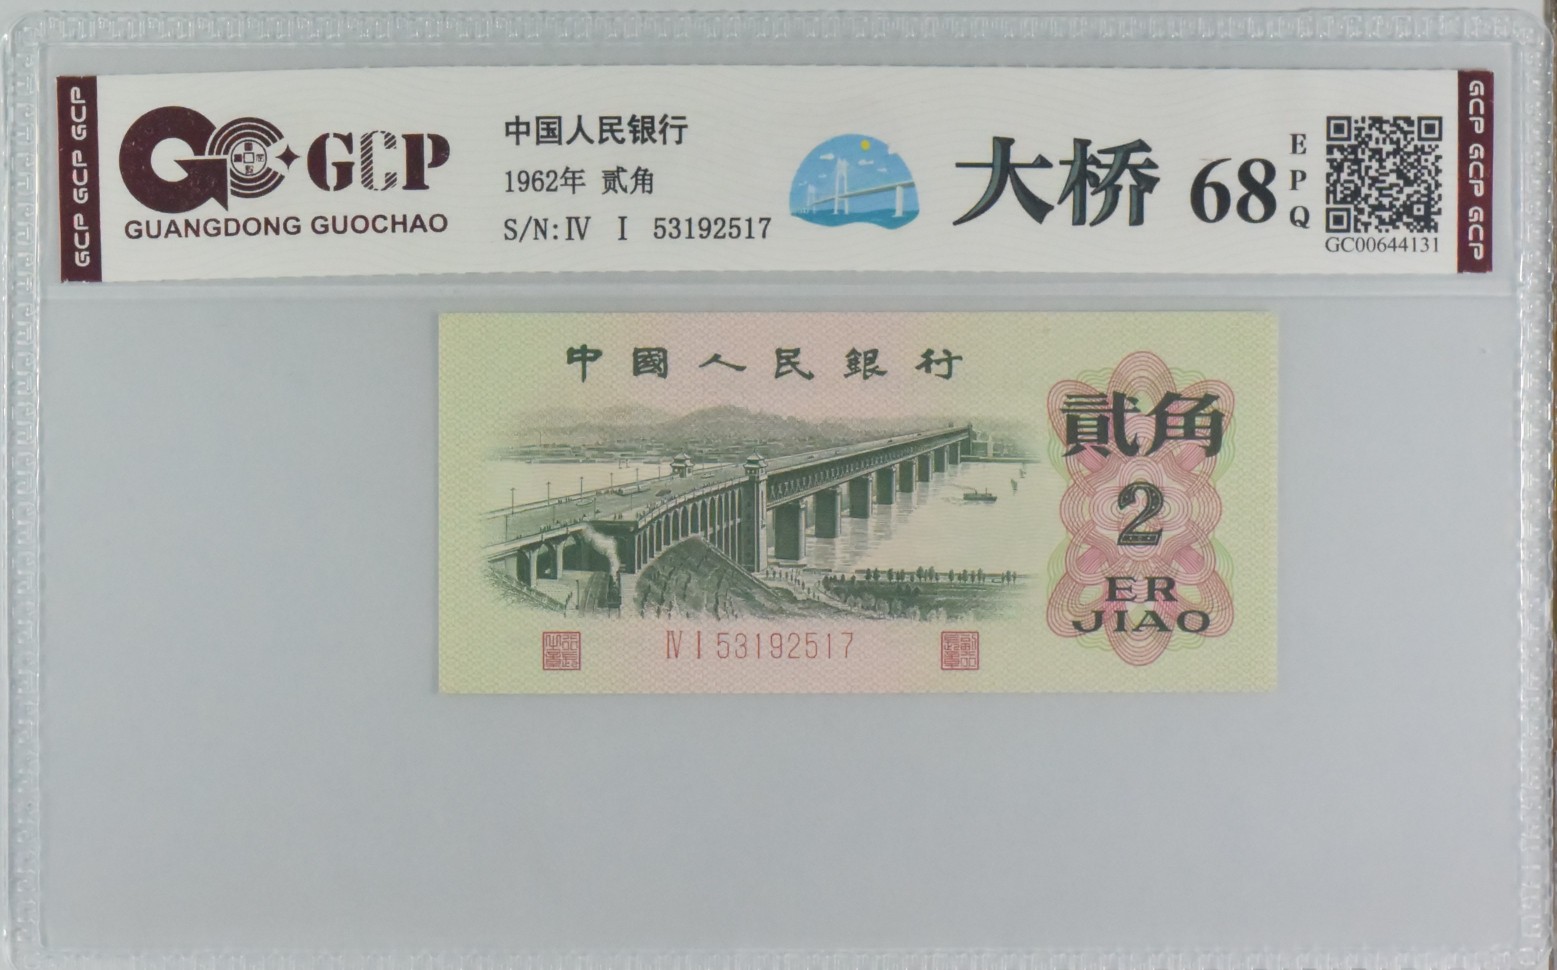 GCP GCP GCP
GCP
GUANGDONG GUOCHAO
中国人民银行
1962年 贰角
S/N:Ⅳ Ⅰ 53192517
大桥
68
EPQ
GC00644131
GCP GCP GCP
中國人民銀行
貳角
2
ER
JIAO
Ⅳ Ⅰ 53192517